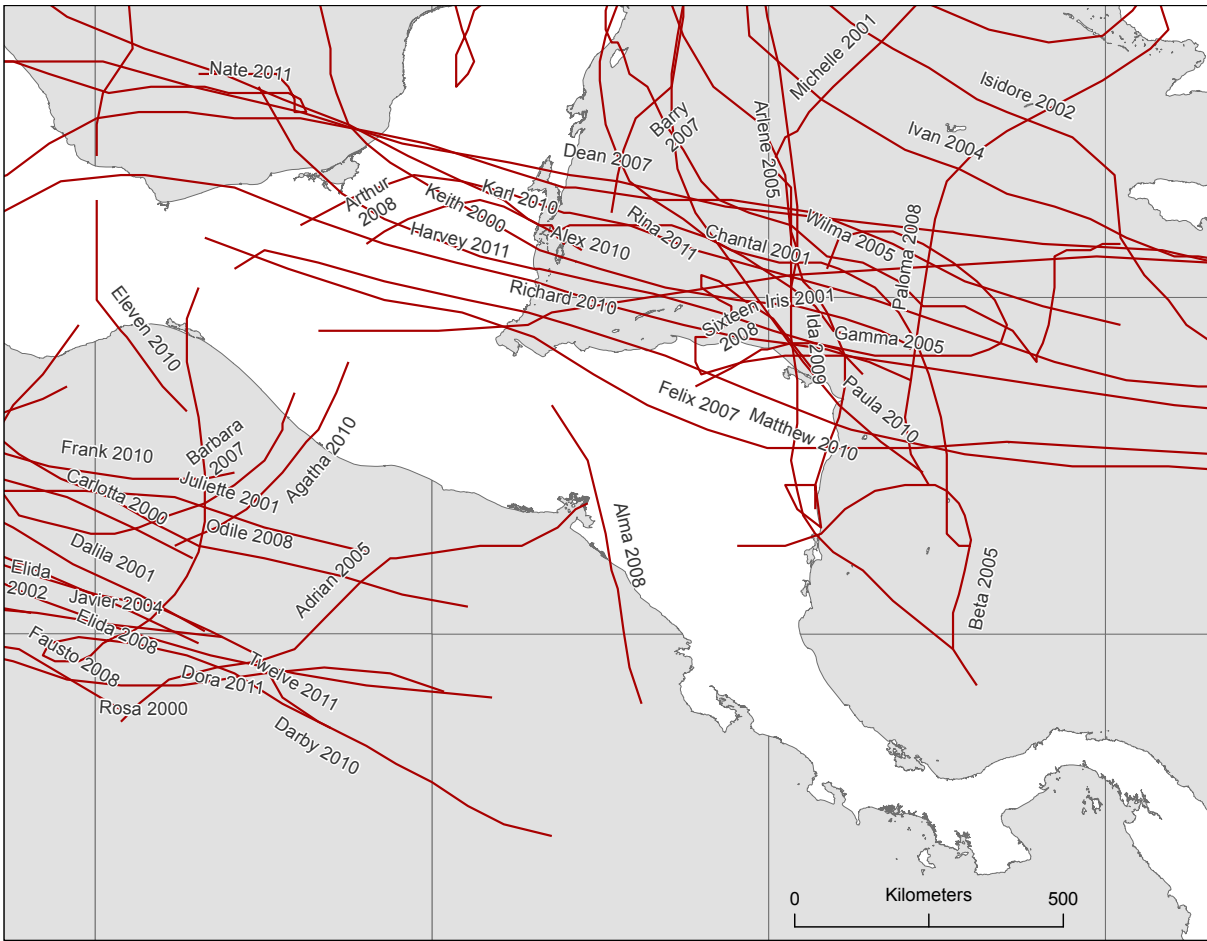 Michelle 2001
Nate 2011
Isidore 2002
Barry
2007
Arlene 2005
Ivan 2004
Dean 2007
Arthur
2008
Karl 2010
Keith 2000
Rina 2011
Wilma 2005
Paloma 2008
Harvey 2011
Alex 2010
Chantal 2001
Eleven 2010
Richard 2010
Sixteen
2008
Iris 2001
Ida 2009
Gamma 2005
Felix 2007
Matthew 2010
Paula 2010
Frank 2010
Barbara
2007
Agatha 2010
Carlotta 2000
Juliette 2001
Odile 2008
Alma 2008
Dalila 2001
Adrian 2005
Beta 2005
Elida
2002
Javier 2004
Elida 2008
Fausto 2008
Dora 2011
Twelve 2011
Rosa 2000
Darby 2010
0
Kilometers
500